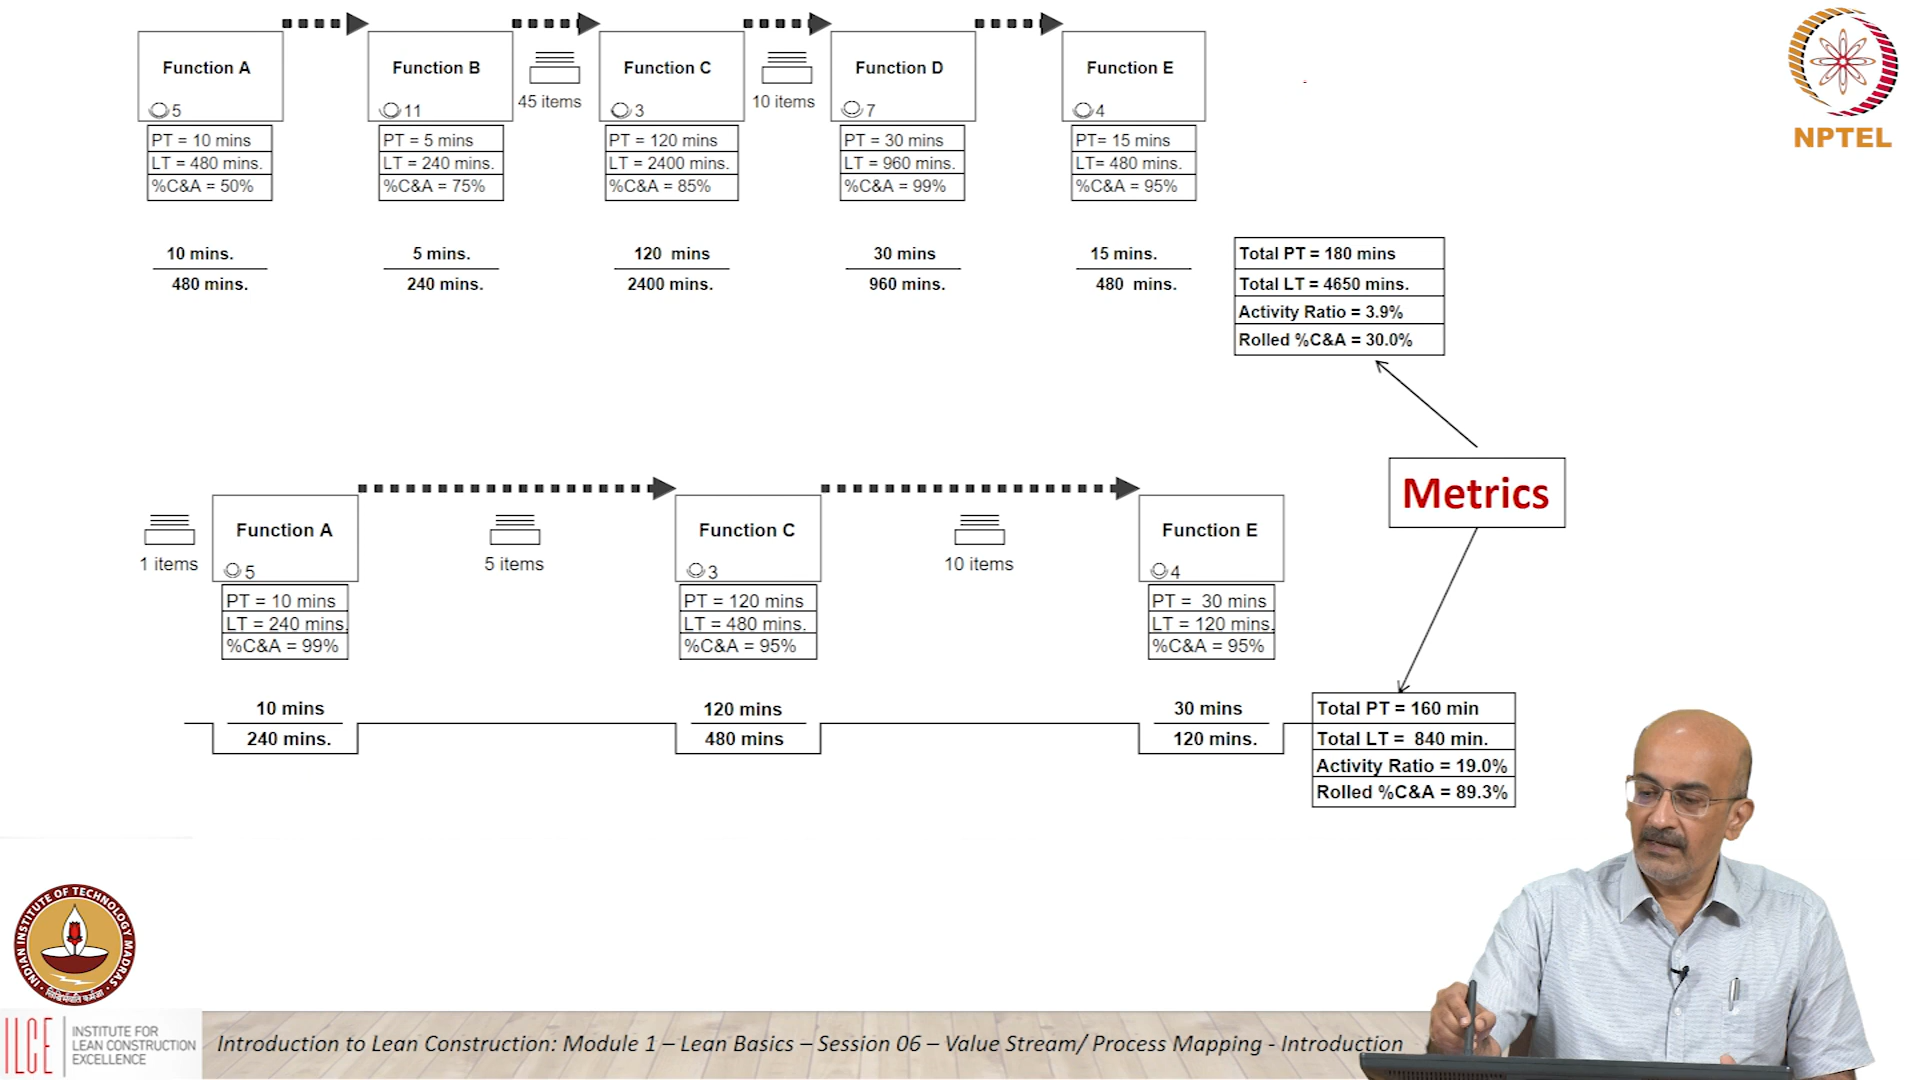 Function A
5
PT = 10 mins
LT = 480 mins.
%C&A = 50%
Function B
11
PT = 5 mins
LT = 240 mins.
%C&A = 75%
45 items
Function C
3
PT = 120 mins
LT = 2400 mins.
%C&A = 85%
10 items
Function D
7
PT = 30 mins
LT = 960 mins.
%C&A = 99%
Function E
4
PT= 15 mins
LT= 480 mins.
%C&A = 95%
NPTEL
10 mins.
480 mins.
5 mins.
240 mins.
120 mins
2400 mins.
30 mins
960 mins.
15 mins.
480 mins.
Total PT = 180 mins
Total LT = 4650 mins.
Activity Ratio = 3.9%
Rolled %C&A = 30.0%
Metrics
1 items
Function A
5
PT = 10 mins
LT = 240 mins.
%C&A = 99%
5 items
Function C
3
PT = 120 mins
LT = 480 mins.
%C&A = 95%
10 items
Function E
4
PT = 30 mins
LT = 120 mins.
%C&A = 95%
10 mins
240 mins.
120 mins
480 mins
30 mins
120 mins.
Total PT = 160 min
Total LT = 840 min.
Activity Ratio = 19.0%
Rolled %C&A = 89.3%
INDIAN INSTITUTE OF TECHNOLOGY MADRAS
सिद्धिर्भवति कर्मजा
ILCE
INSTITUTE FOR
LEAN CONSTRUCTION
EXCELLENCE
Introduction to Lean Construction: Module 1 – Lean Basics – Session 06 – Value Stream/ Process Mapping - Introduction